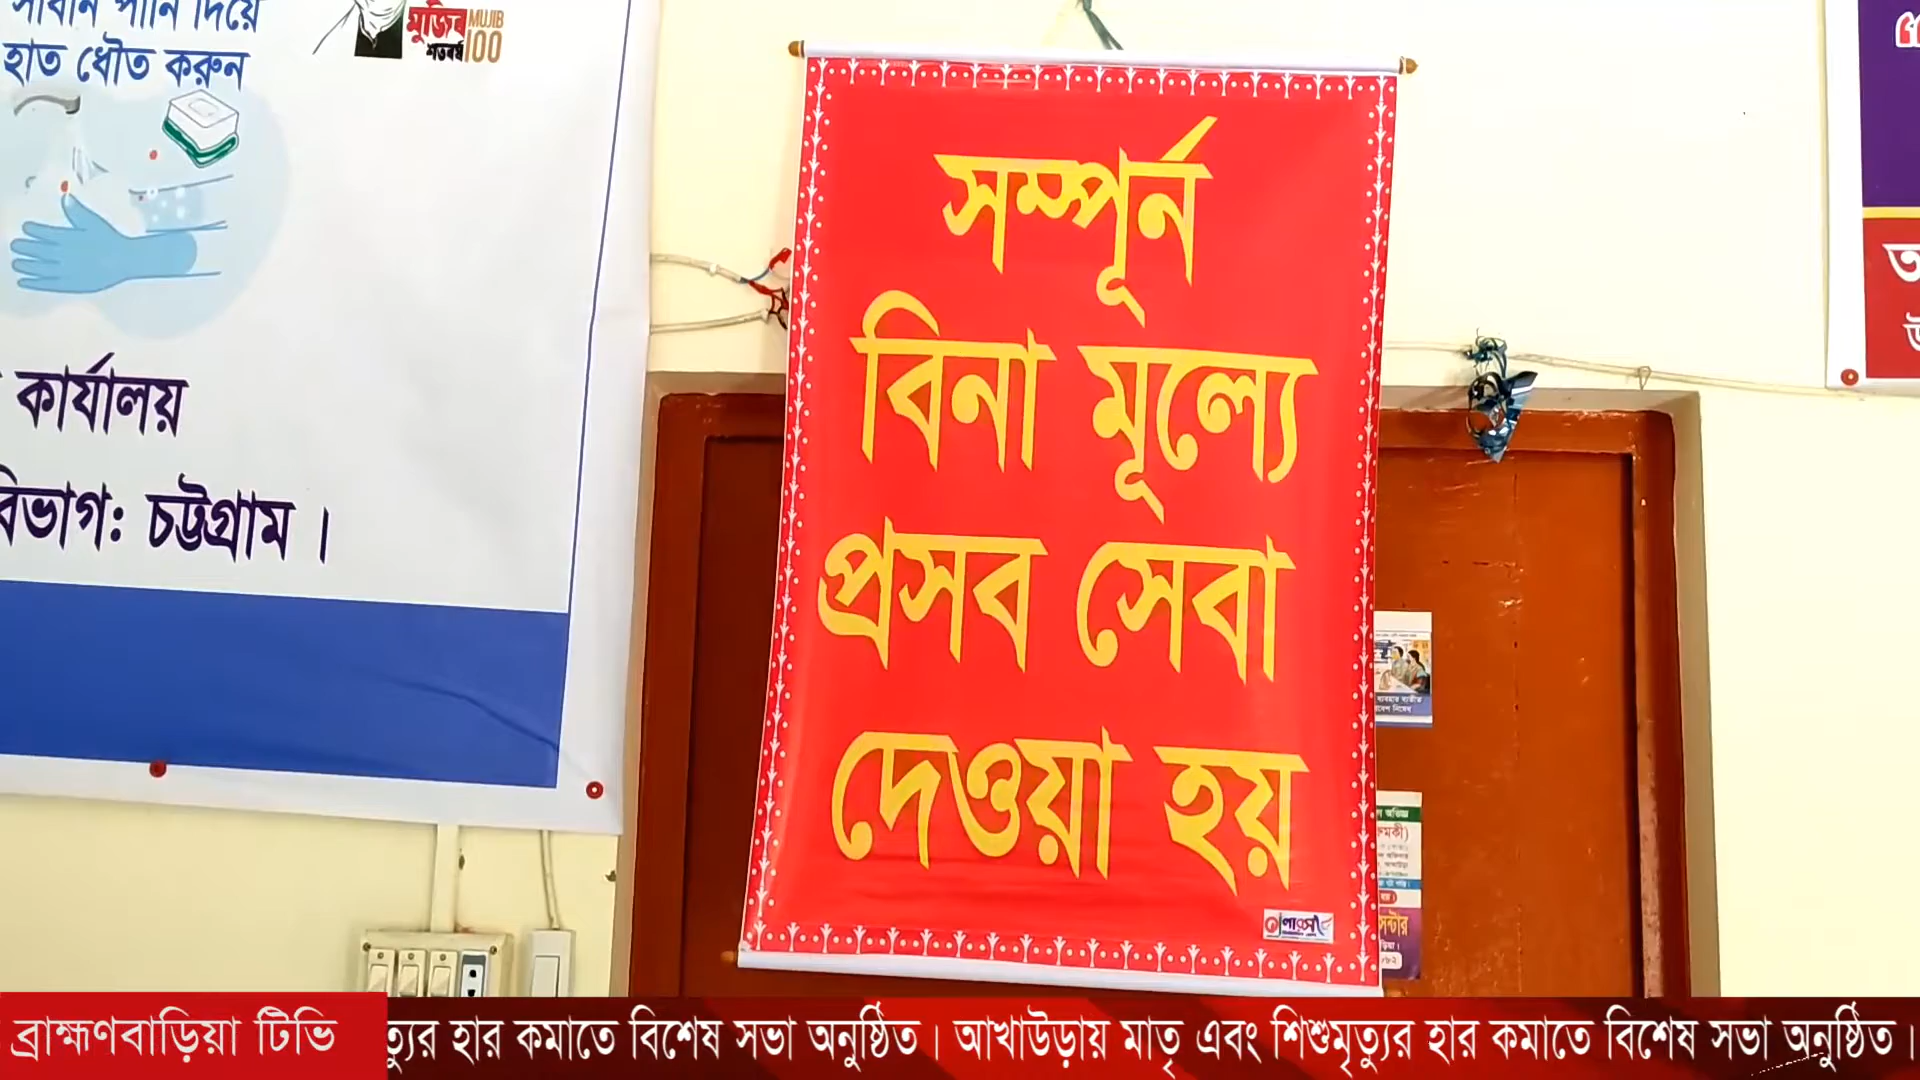 সাবান পানি দিয়ে
হাত ধৌত করুন
মুজিব
শতবর্ষ
MUJIB
100
কার্যালয়
বিভাগ: চট্টগ্রাম ।
সম্পূর্ন
বিনা মূল্যে
প্রসব সেবা
দেওয়া হয়
ব্রাহ্মণবাড়িয়া টিভি
ত্যুর হার কমাতে বিশেষ সভা অনুষ্ঠিত। আখাউড়ায় মাতৃ এবং শিশুমৃত্যুর হার কমাতে বিশেষ সভা অনুষ্ঠিত।